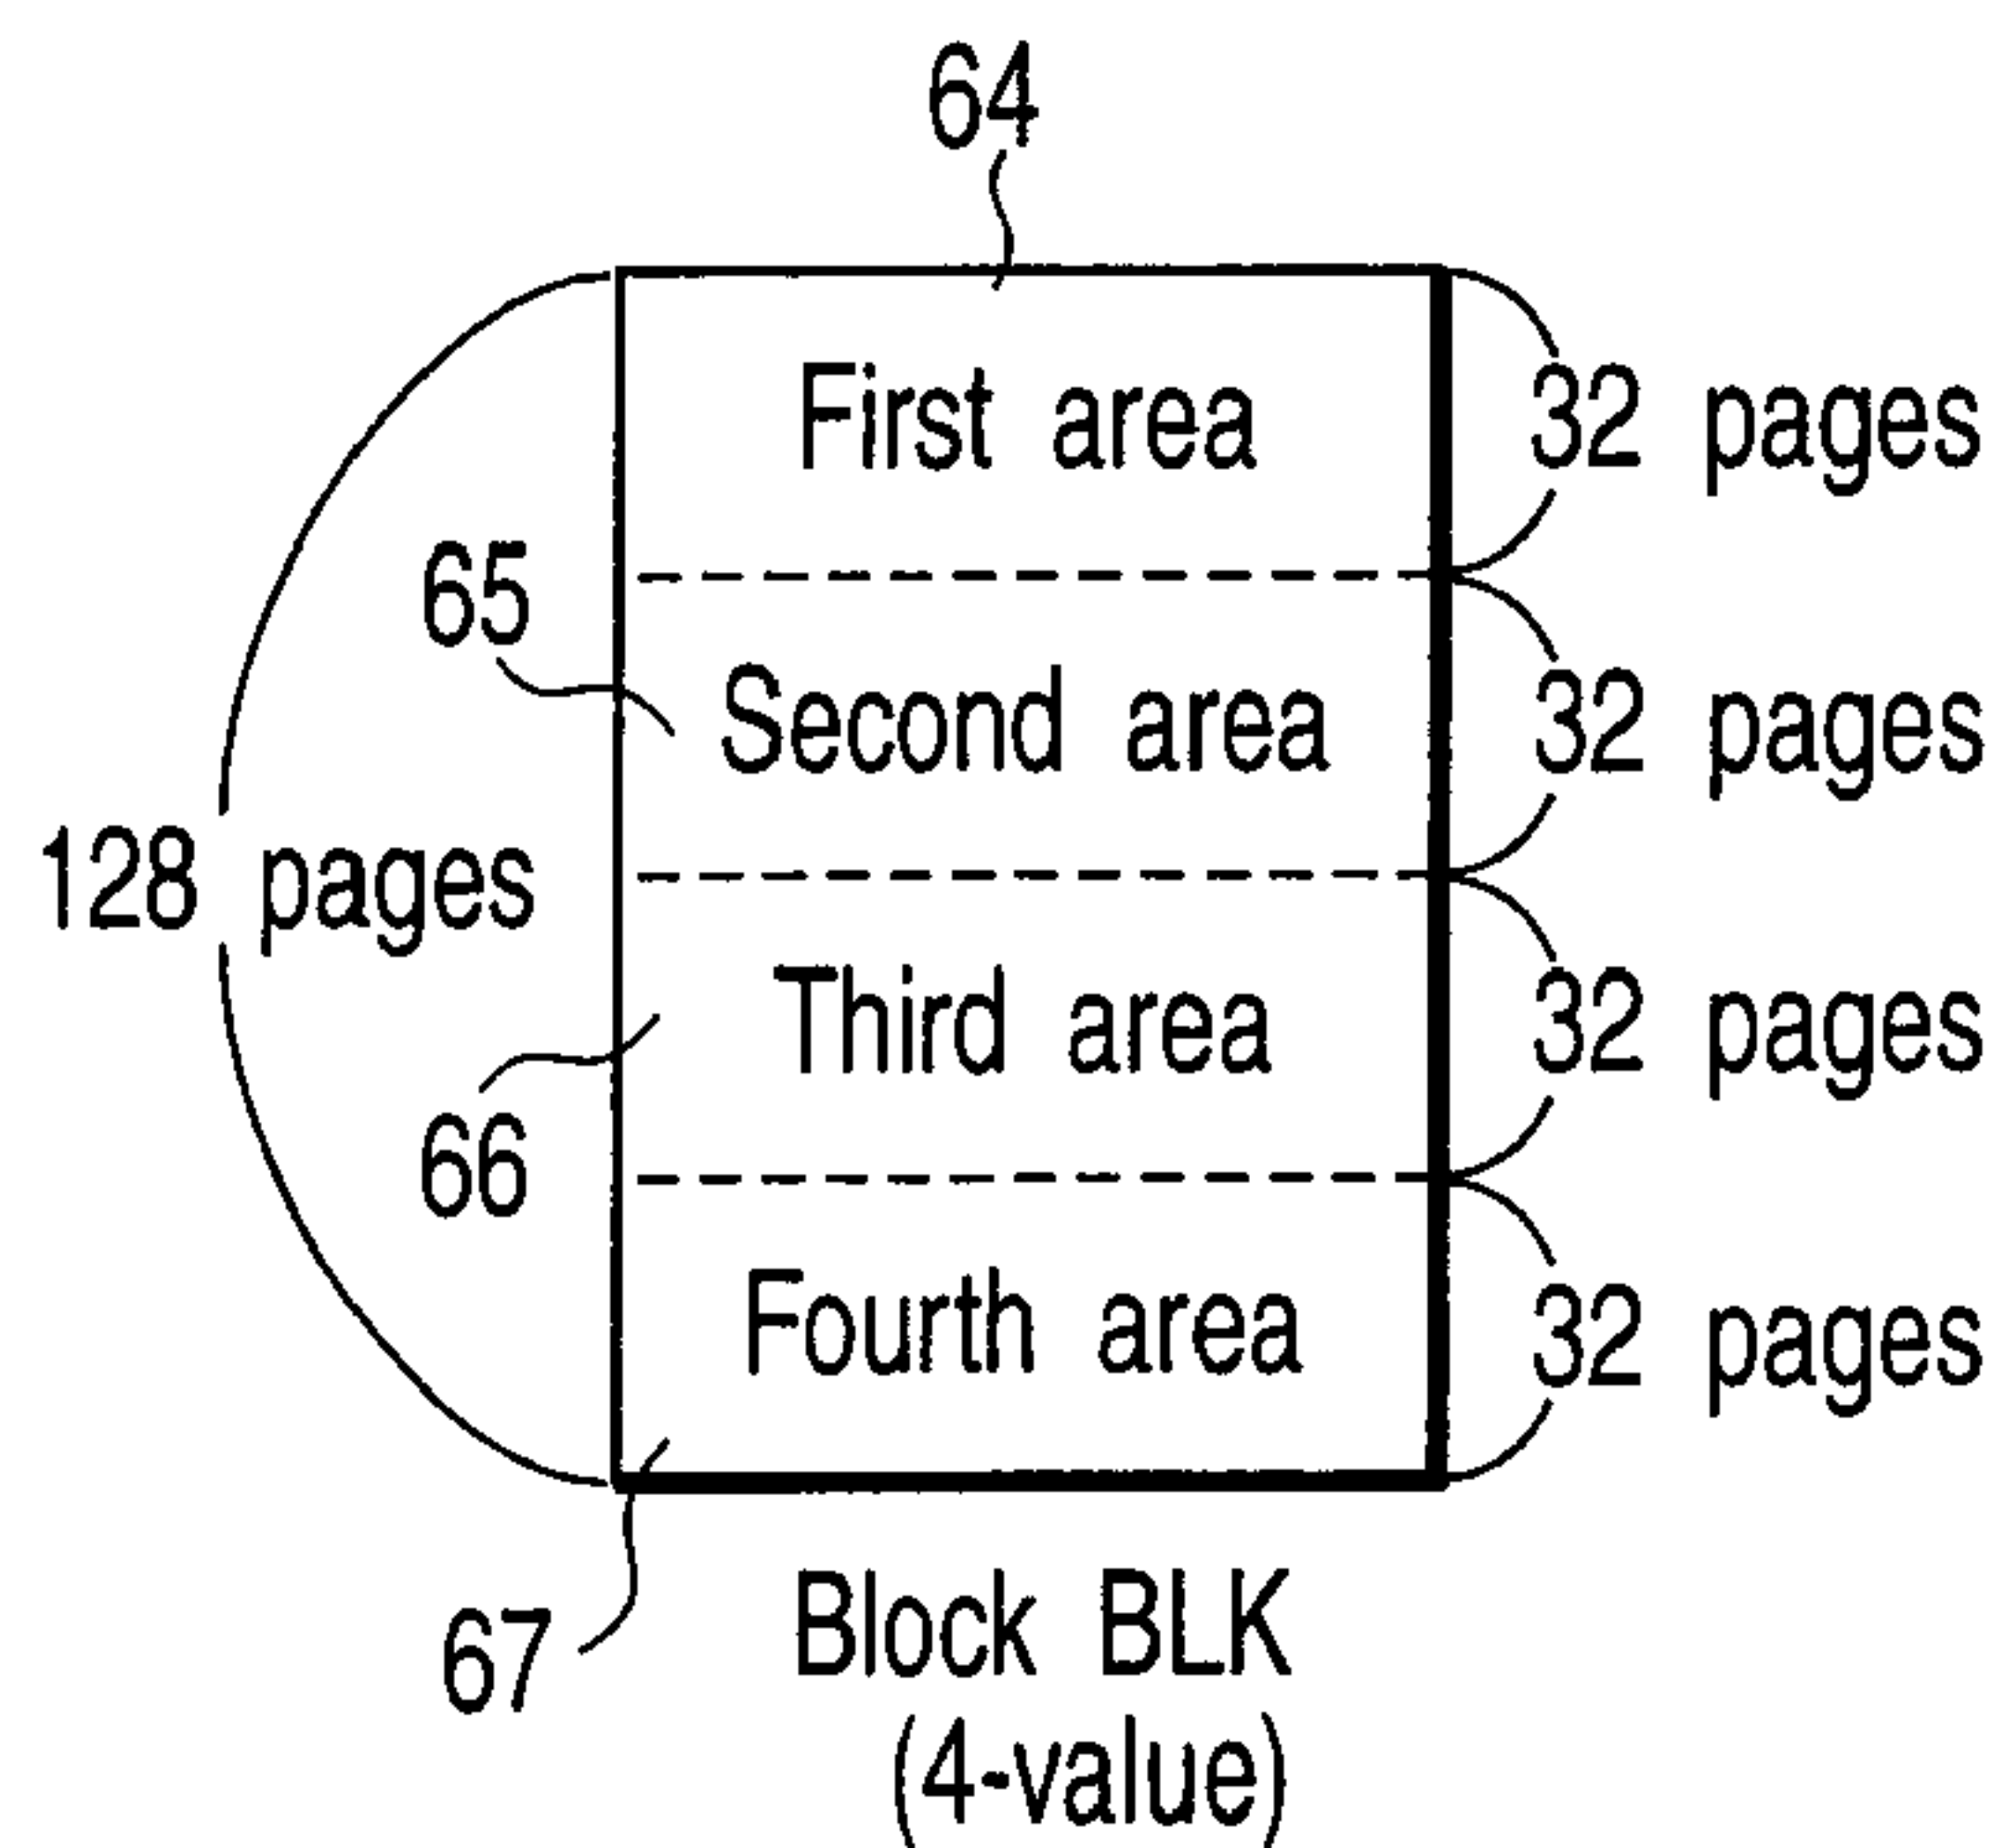 64
First area
32 pages
65
Second area
32 pages
128 pages
Third area
32 pages
66
Fourth area
32 pages
67
Block BLK
(4-value)